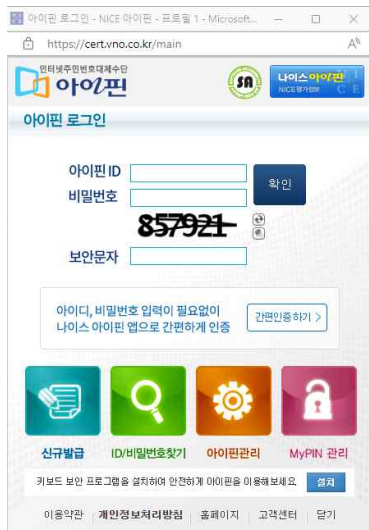 아이핀 로그인 - NICE 아이핀 - 프로필 1 - Microsoft...
https://cert.vno.co.kr/main
인터넷주민번호대체수단
아이핀
SA
나이스아이핀
NICE평가정보
아이핀 로그인
아이핀 ID
확인
비밀번호
857921
보안문자
아이디, 비밀번호 입력이 필요없이
나이스 아이핀 앱으로 간편하게 인증
간편인증하기 >
신규발급 ID/비밀번호찾기 아이핀관리 MyPIN 관리
키보드 보안 프로그램을 설치하여 안전하게 아이핀을 이용해보세요. 설치
이용약관 개인정보처리방침 홈페이지 고객센터 닫기